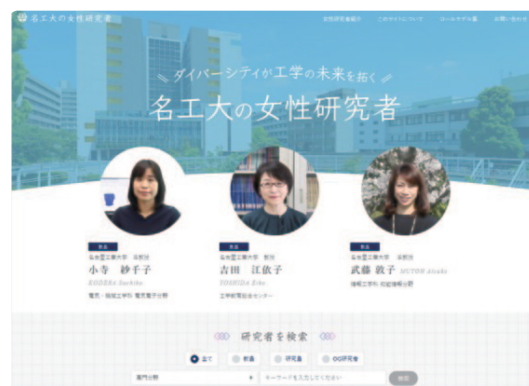 名工大の女性研究者
女性研究者紹介 このサイトについて ロールモデル集 お問い合わせ
ダイバーシティが工学の未来を拓く
名工大の女性研究者
名古屋工業大学 准教授
小寺 紗千子
KODERA Sachiko
電気・機械工学科 電気電子分野
名古屋工業大学 教授
吉田 江依子
YOSHIDA Eiko
工学教育総合センター
名古屋工業大学 准教授
武藤 敦子 MUTOH Atsuko
情報工学科 知能情報分野
研究者を検索
全て 教員 研究員 OG研究者
専門分野 キーワードを入力してください 検索